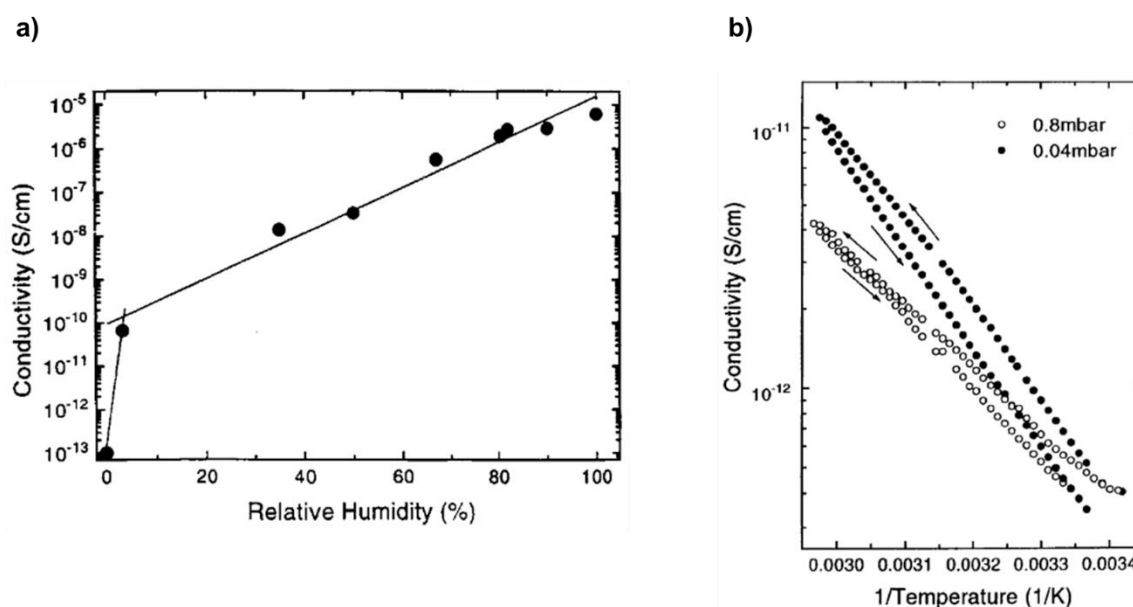 a)
Conductivity (S/cm)
10-5
10-6
10-7
10-8
10-9
10-10
10-11
10-12
10-13
0 20 40 60 80 100
Relative Humidity (%)
b)
0.8mbar
0.04mbar
Conductivity (S/cm)
10-11
10-12
0.0030 0.0031 0.0032 0.0033 0.0034
1/Temperature (1/K)